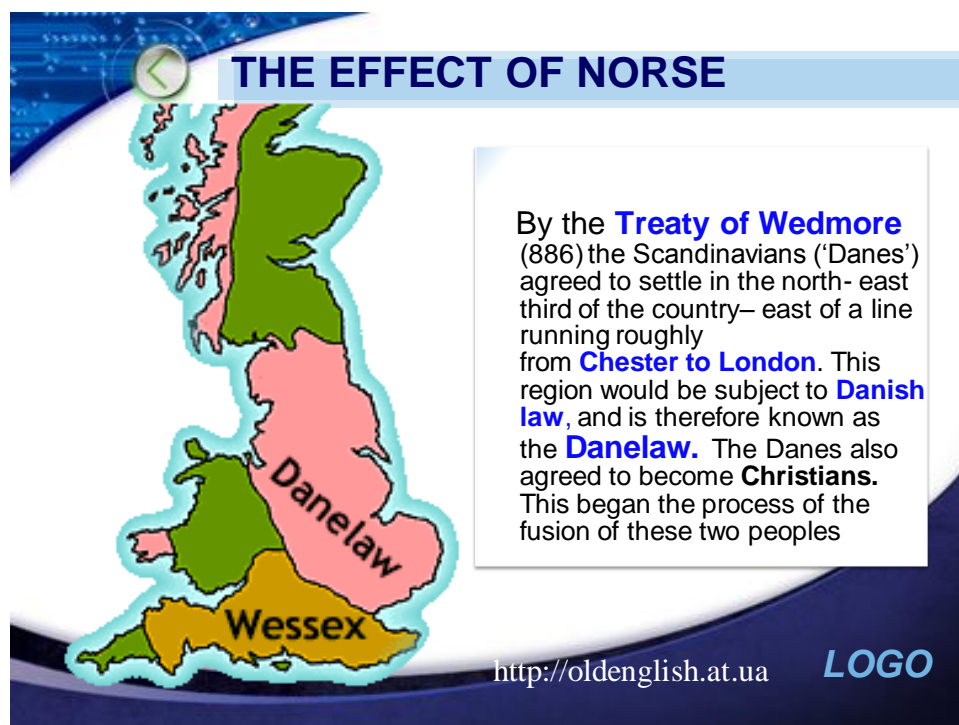 THE EFFECT OF NORSE
Danelaw
Wessex
By the Treaty of Wedmore
(886) the Scandinavians (‘Danes’)
agreed to settle in the north- east
third of the country– east of a line
running roughly
from Chester to London. This
region would be subject to Danish
law, and is therefore known as
the Danelaw. The Danes also
agreed to become Christians.
This began the process of the
fusion of these two peoples
http://oldenglish.at.ua
LOGO